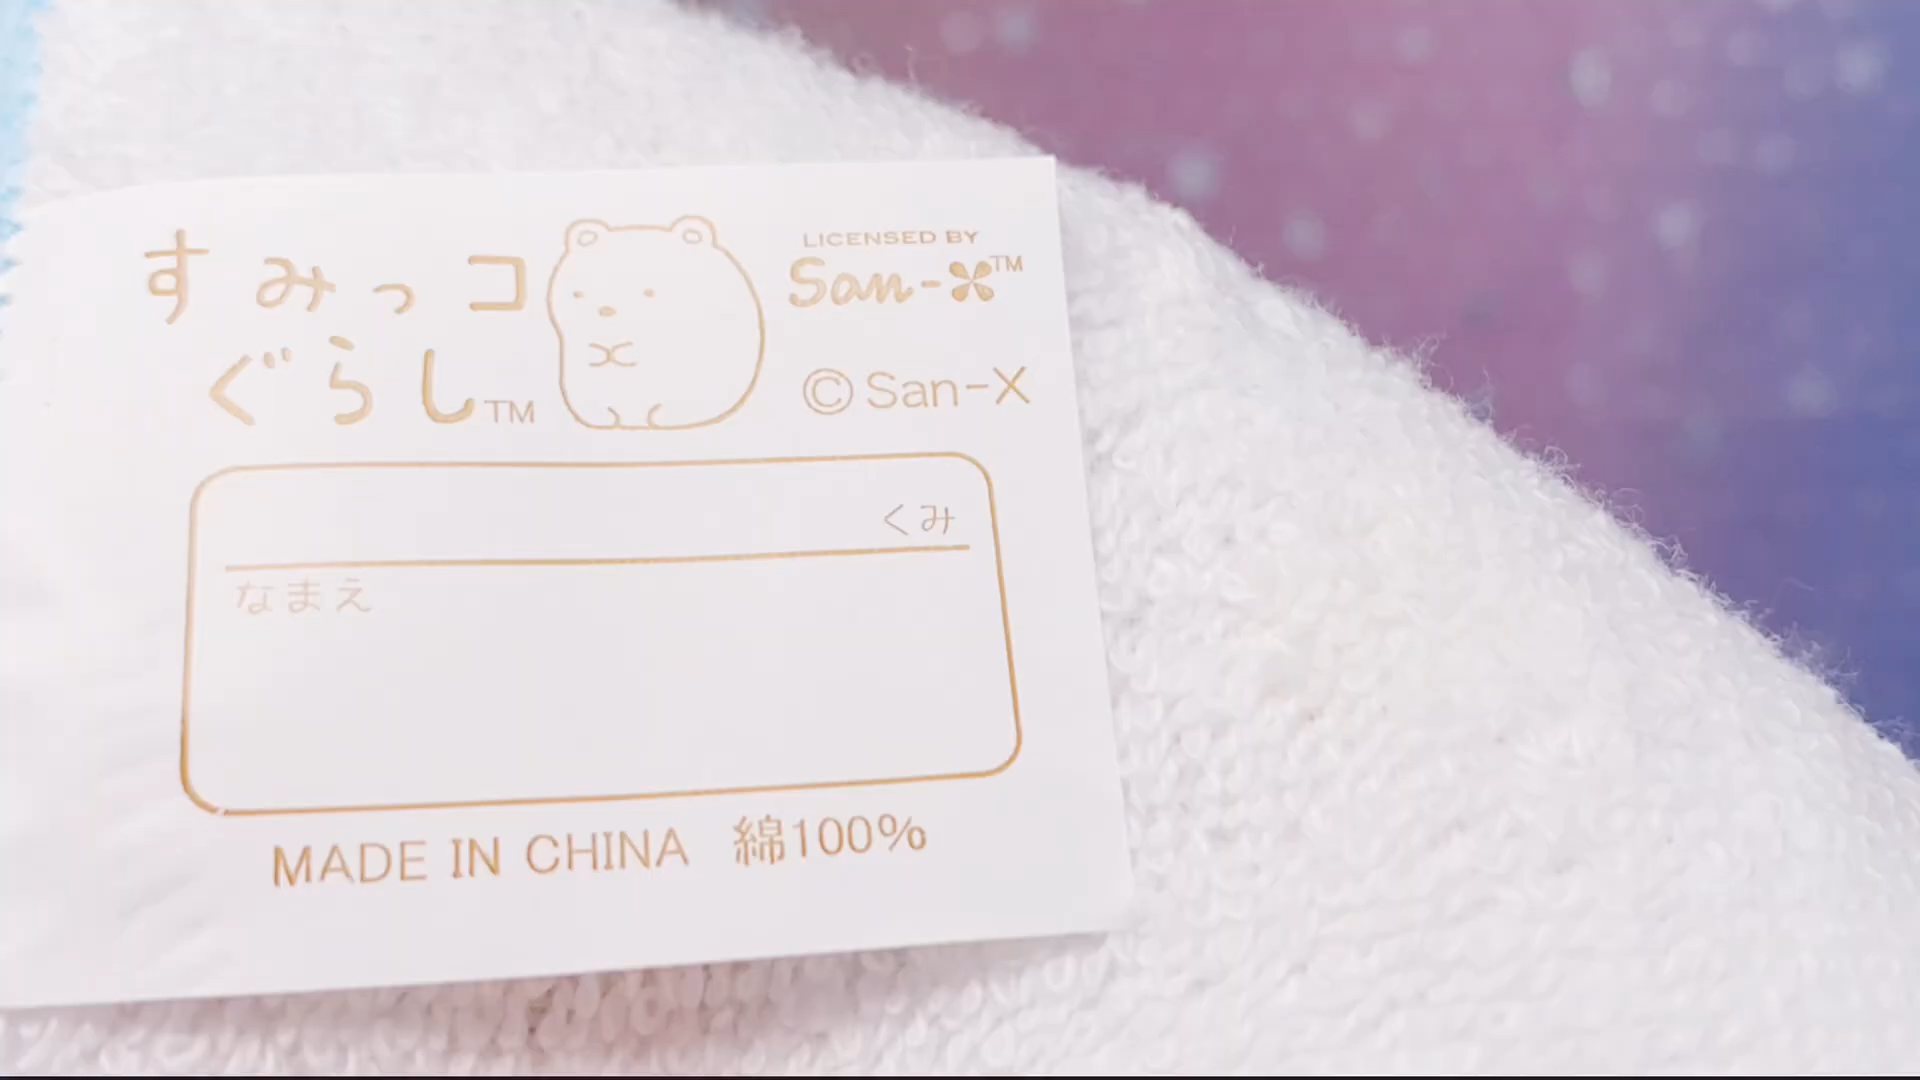 すみっコ
ぐらし™
LICENSED BY
San-X™
©San-X
くみ
なまえ
MADE IN CHINA 綿100%